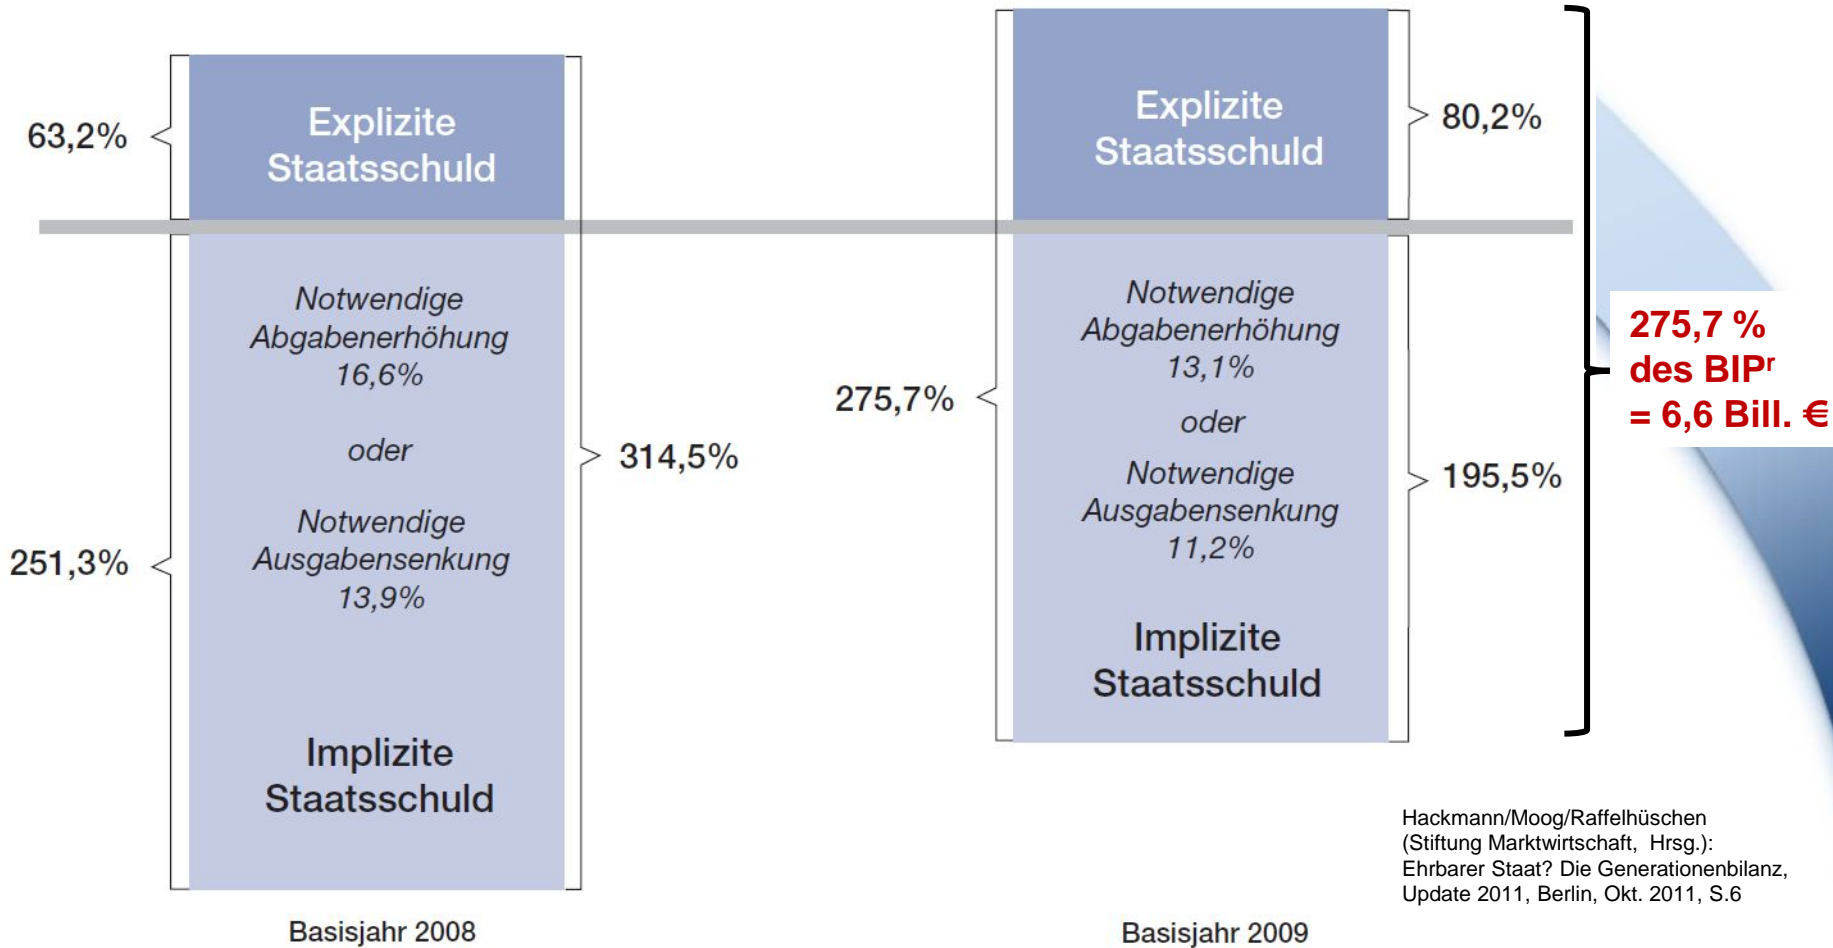 63,2%
Explizite
Staatsschuld
251,3%
Notwendige
Abgabenerhöhung
16,6%
oder
Notwendige
Ausgabensenkung
13,9%
Implizite
Staatsschuld
314,5%
Basisjahr 2008
275,7%
Explizite
Staatsschuld
80,2%
Notwendige
Abgabenerhöhung
13,1%
oder
Notwendige
Ausgabensenkung
11,2%
Implizite
Staatsschuld
195,5%
Basisjahr 2009
275,7 %
des BIPʳ
= 6,6 Bill. €
Hackmann/Moog/Raffelhüschen
(Stiftung Marktwirtschaft, Hrsg.):
Ehrbarer Staat? Die Generationenbilanz,
Update 2011, Berlin, Okt. 2011, S.6